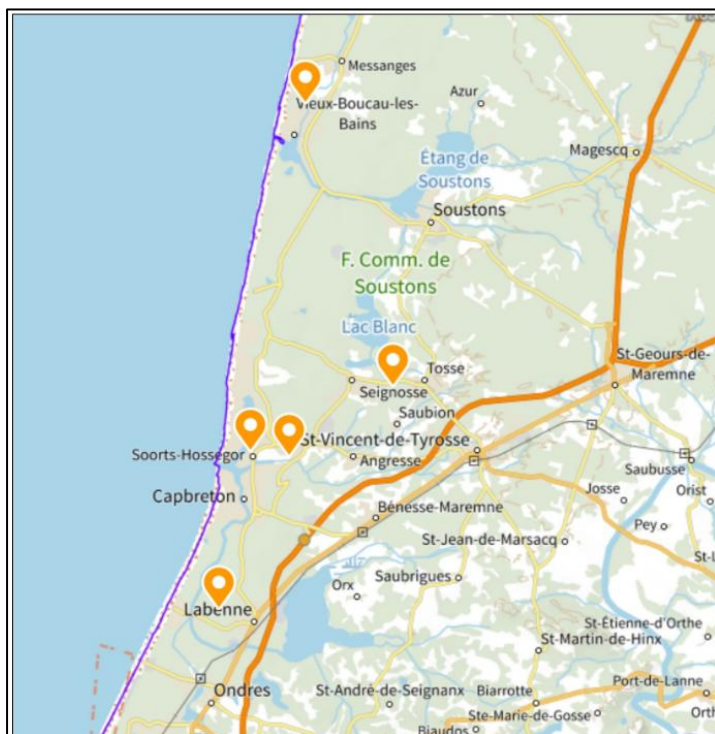 Messanges
Azur
Vieux-Boucau-les-
Bains
Magescq
Étang de
Soustons
Soustons
F. Comm. de
Soustons
Lac Blanc
St-Geours-de-
Maremne
Tosse
Seignosse
Saubion
St-Vincent-de-Tyrosse
Soorts-Hossegor
Angresse
Saubusse
Capbreton
Josse
Orist
Bénesse-Maremne
Pey
St-Jean-de-Marsacq
St-L
Orx
Saubrigues
Labenne
St-Étienne-d'Orthe
St-Martin-de-Hinx
Ondres
St-André-de-Seignanx
Biarrotte
Port-de-Lanne
Ste-Marie-de-Gosse
Orth
Biaudos